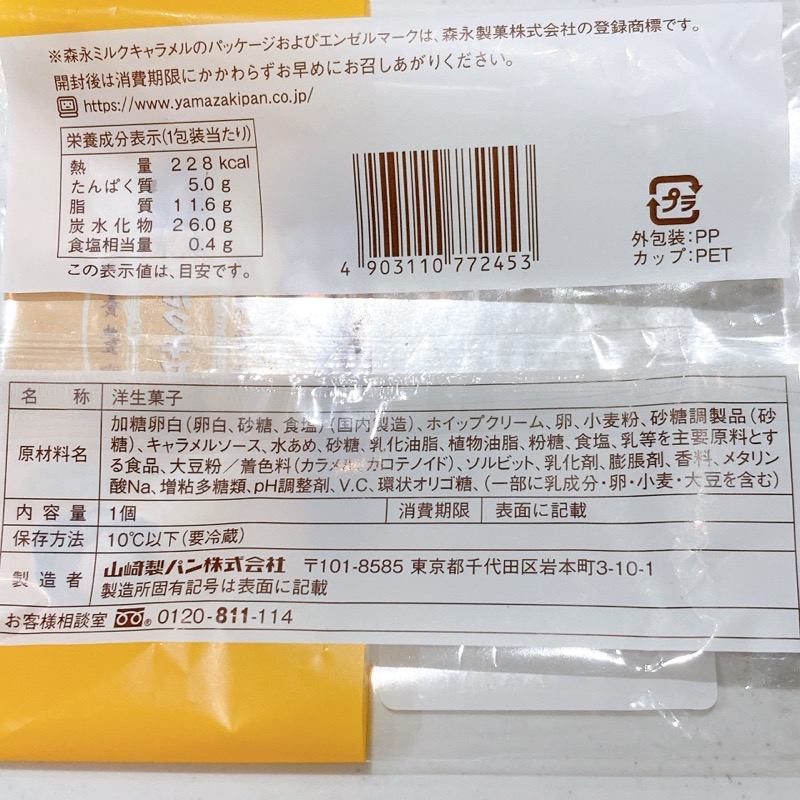 ※森永ミルクキャラメルのパッケージおよびエンゼルマークは、森永製菓株式会社の登録商標です。
開封後は消費期限にかかわらずお早めにお召しあがりください。
https://www.yamazakipan.co.jp/
栄養成分表示(1包装当たり)
熱量 228 kcal
たんぱく質 5.0 g
脂質 11.6 g
炭水化物 26.0 g
食塩相当量 0.4 g
この表示値は、目安です。
4 903110 772453
プラ
外包装:PP
カップ:PET
名称 洋生菓子
原材料名 加糖卵白(卵白、砂糖、食塩)(国内製造)、ホイップクリーム、卵、小麦粉、砂糖調製品(砂
糖)、キャラメルソース、水あめ、砂糖、乳化油脂、植物油脂、粉糖、食塩、乳等を主要原料とす
る食品、大豆粉/着色料(カラメル、カロテノイド)、ソルビット、乳化剤、膨脹剤、香料、メタリン
酸Na、増粘多糖類、pH調整剤、V.C、環状オリゴ糖、(一部に乳成分・卵・小麦・大豆を含む)
内容量 1個 消費期限 表面に記載
保存方法 10℃以下(要冷蔵)
製造者 山崎製パン株式会社 〒101-8585 東京都千代田区岩本町3-10-1
製造所固有記号は表面に記載
お客様相談室 0120-811-114